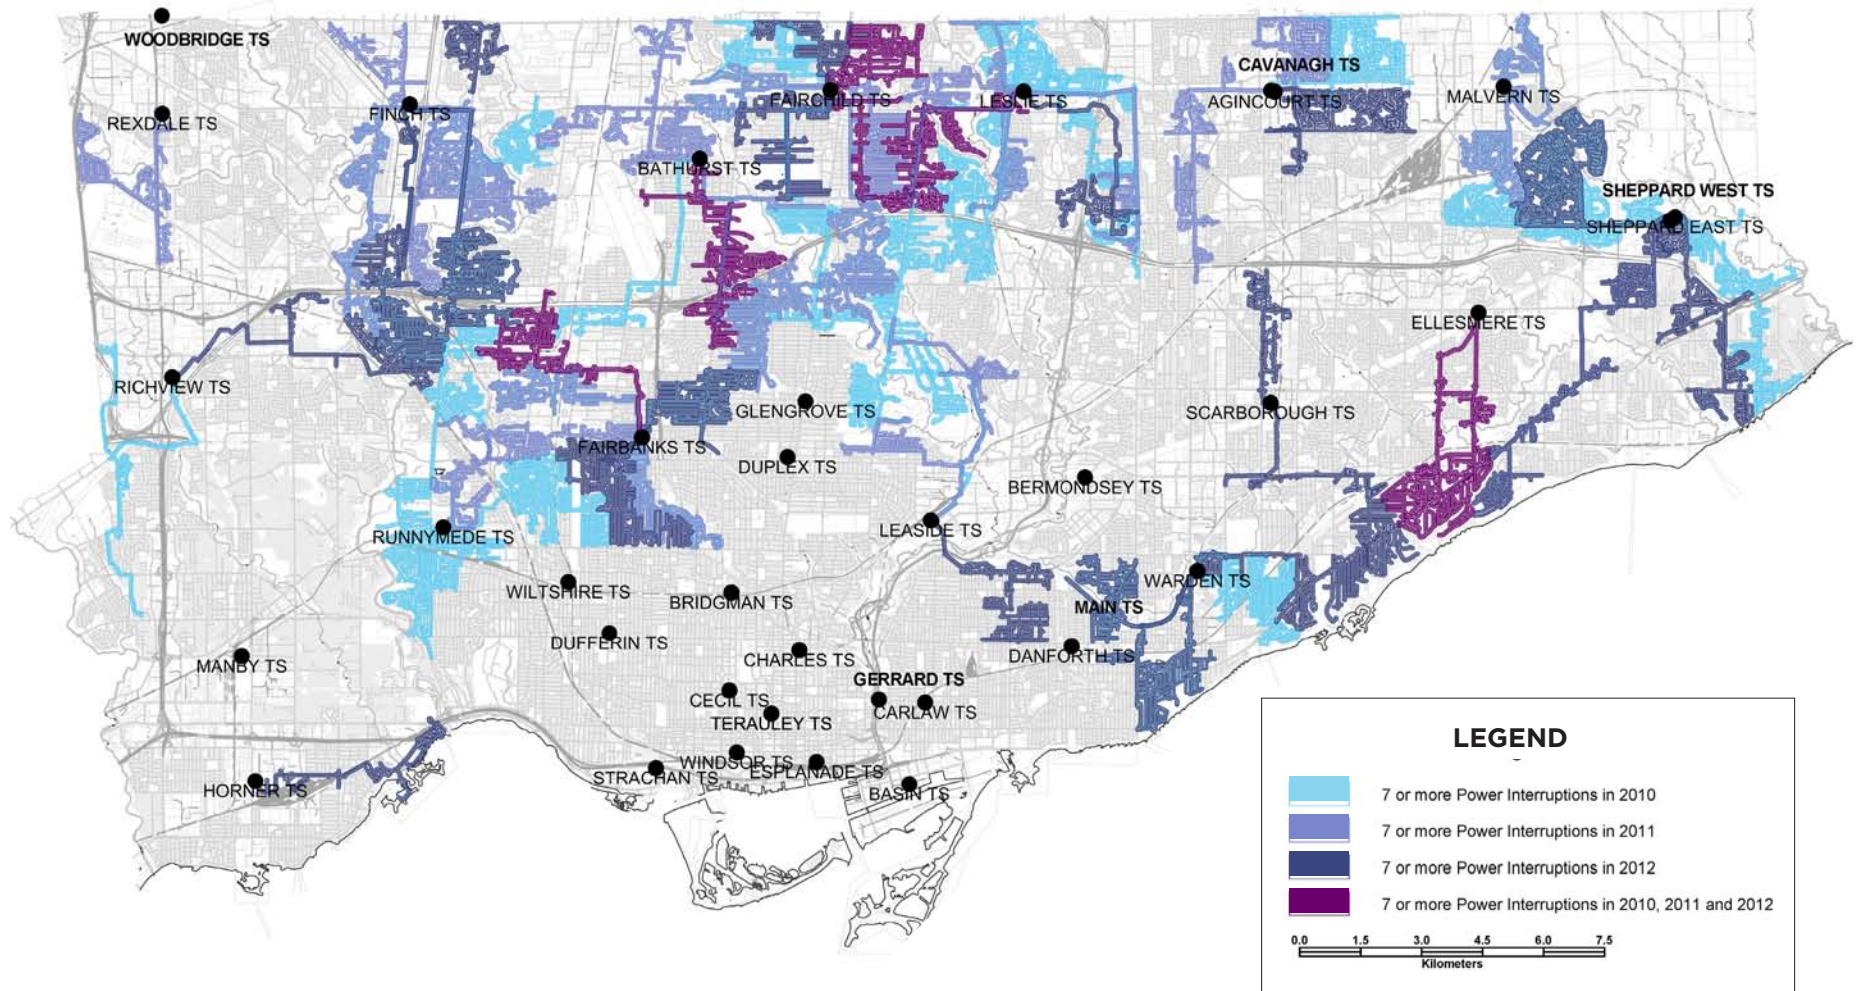 WOODBRIDGE TS
CAVANAGH TS
REXDALE TS
FINCH TS
FAIRCHILD TS
LESLIE TS
AGINCOURT TS
MALVERN TS
BATHURST TS
SHEPPARD WEST TS
SHEPPARD EAST TS
ELLESMERE TS
RICHVIEW TS
GLENGROVE TS
SCARBOROUGH TS
FAIRBANKS TS
DUPLEX TS
BERMONDSEY TS
LEASIDE TS
RUNNYMEDE TS
WARDEN TS
WILTSHIRE TS
BRIDGMAN TS
MAIN TS
DUFFERIN TS
CHARLES TS
DANFORTH TS
MANBY TS
GERRARD TS
CECIL TS
CARLAW TS
TERAULEY TS
WINDSOR TS
ESPLANADE TS
STRACHAN TS
HORNER TS
BASIN TS
LEGEND
7 or more Power Interruptions in 2010
7 or more Power Interruptions in 2011
7 or more Power Interruptions in 2012
7 or more Power Interruptions in 2010, 2011 and 2012
0.0 1.5 3.0 4.5 6.0 7.5
Kilometers